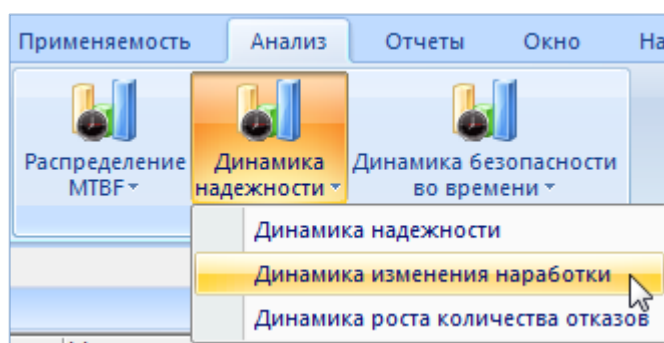 Применяемость Анализ Отчеты Окно На
Распределение MTBF
Динамика надежности
Динамика безопасности во времени
Динамика надежности
Динамика изменения наработки
Динамика роста количества отказов